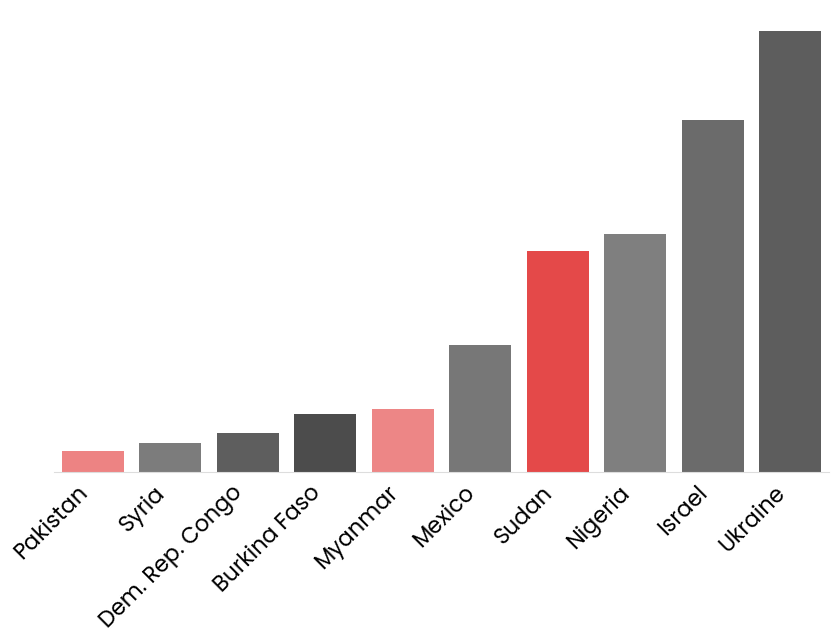 Pakistan
Syria
Dem. Rep. Congo
Burkina Faso
Myanmar
Mexico
Sudan
Nigeria
Israel
Ukraine